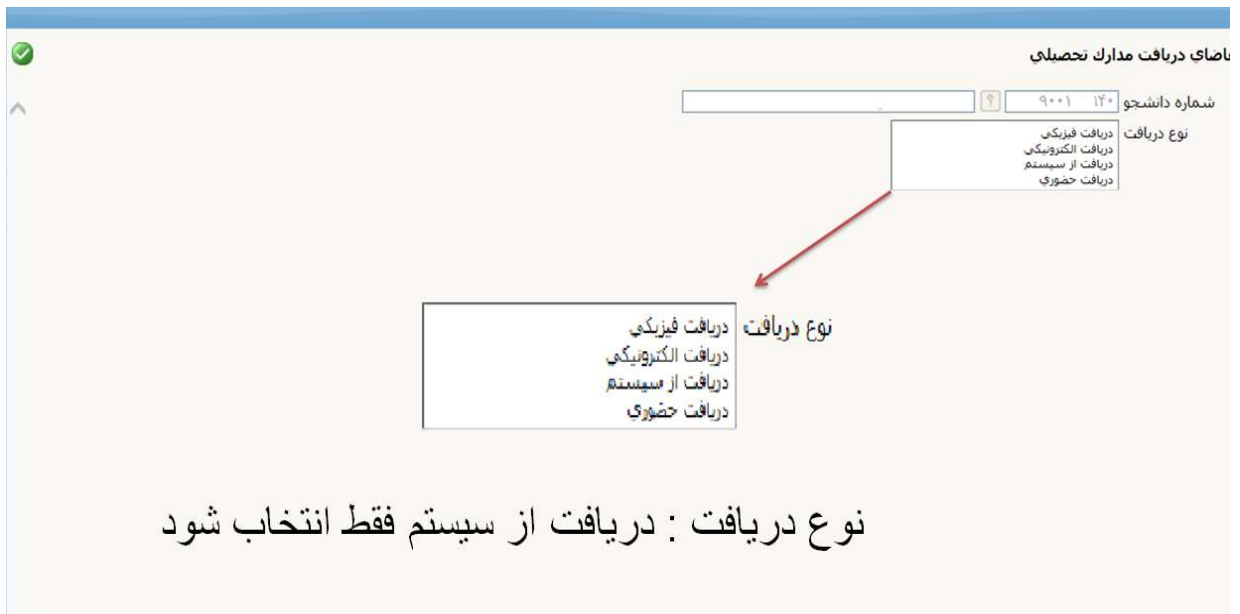 اضاي دريافت مدارك تحصيلي
شماره دانشجو ۱۴۰ ۹۰۰۱ ؟
نوع دريافت
دريافت فيزيكي
دريافت الكترونيكي
دريافت از سيستم
دريافت حضوري
نوع دريافت
دريافت فيزيكي
دريافت الكترونيكي
دريافت از سيستم
دريافت حضوري
نوع دریافت : دریافت از سیستم فقط انتخاب شود